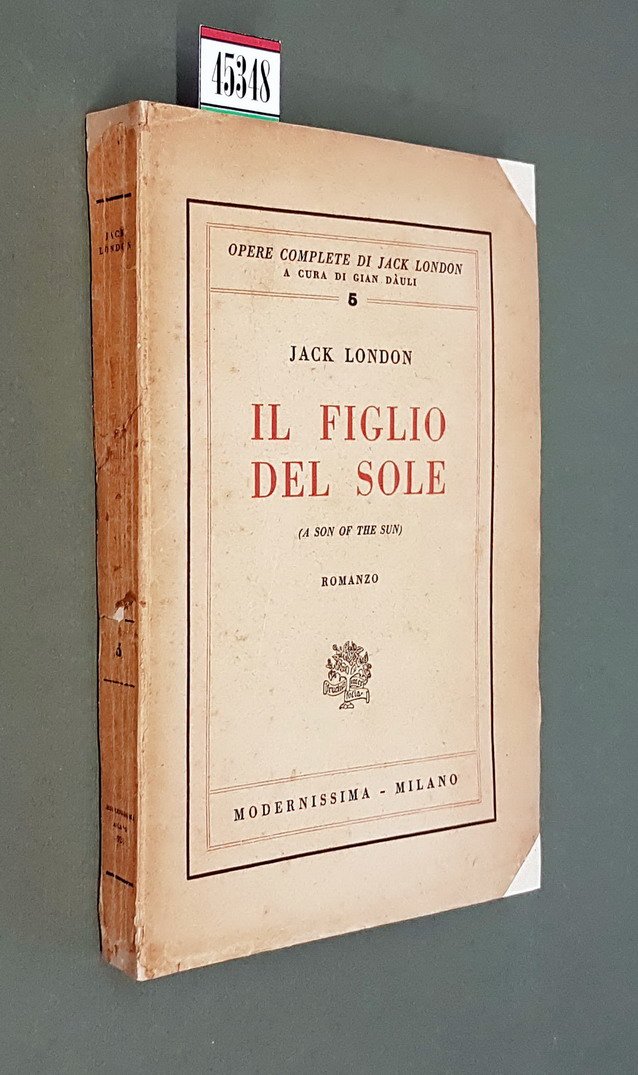 45348
OPERE COMPLETE DI JACK LONDON
A CURA DI GIAN DÀULI
5
JACK LONDON
IL FIGLIO
DEL SOLE
(A SON OF THE SUN)
ROMANZO
MODERNISSIMA - MILANO
JACK
LONDON